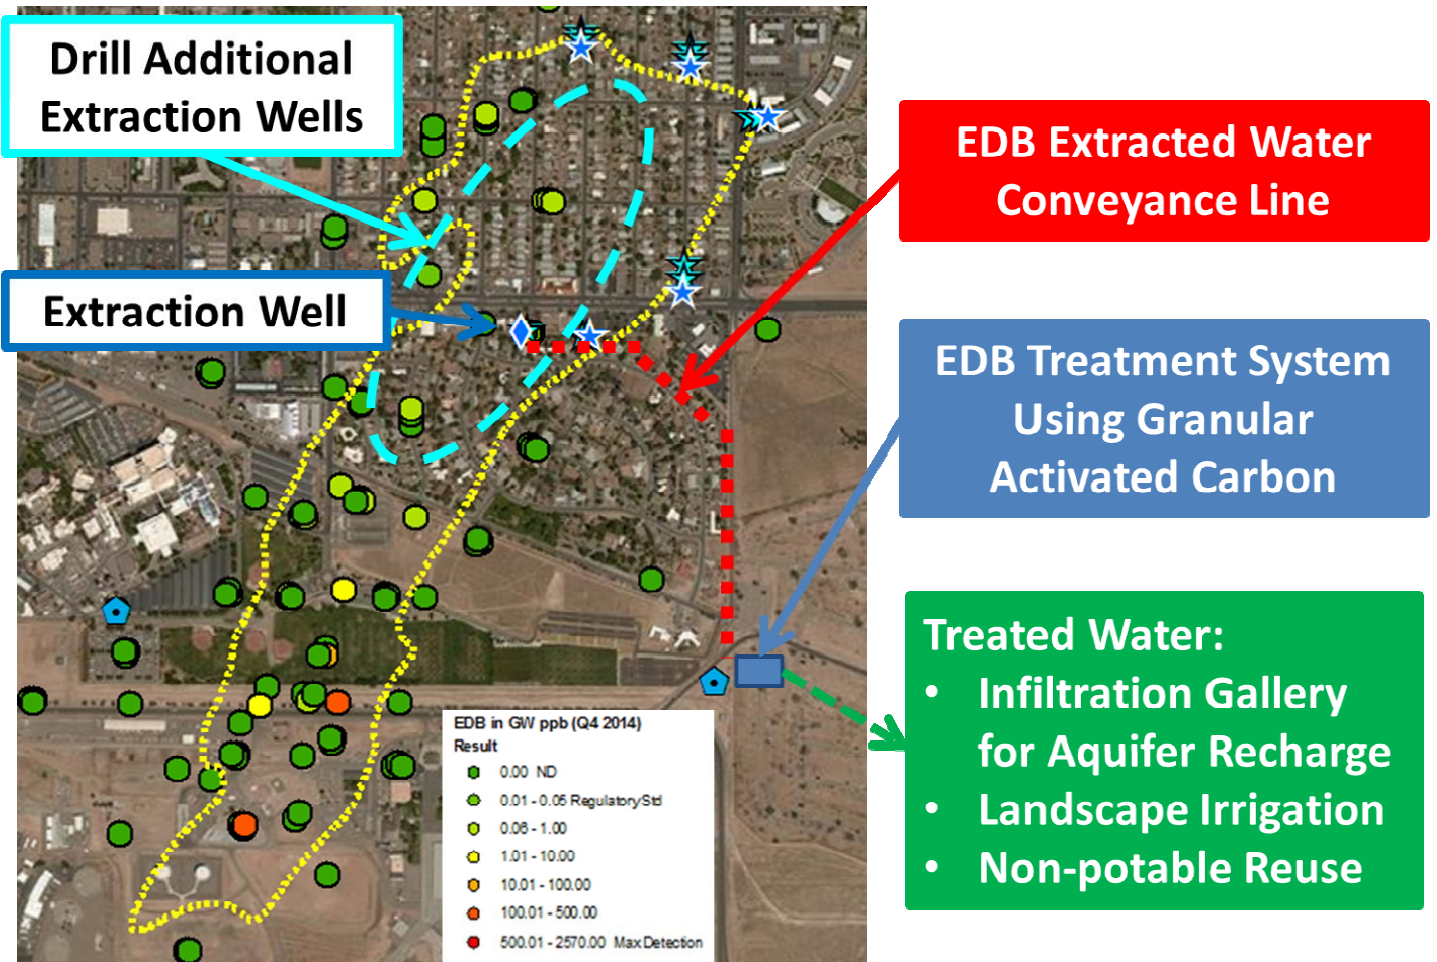 Drill Additional
Extraction Wells
Extraction Well
EDB Extracted Water
Conveyance Line
EDB Treatment System
Using Granular
Activated Carbon
Treated Water:
• Infiltration Gallery
for Aquifer Recharge
• Landscape Irrigation
• Non-potable Reuse
EDB in GW ppb (Q4 2014)
Result
0.00 ND
0.01 - 0.05 Regulatory Std
0.06 - 1.00
1.01 - 10.00
10.01 - 100.00
100.01 - 500.00
500.01 - 2570.00 Max Detection